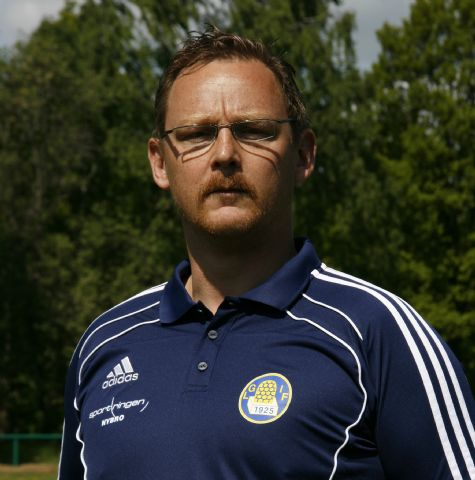 adidas
sportringen
NYBRO
L G I F
1925